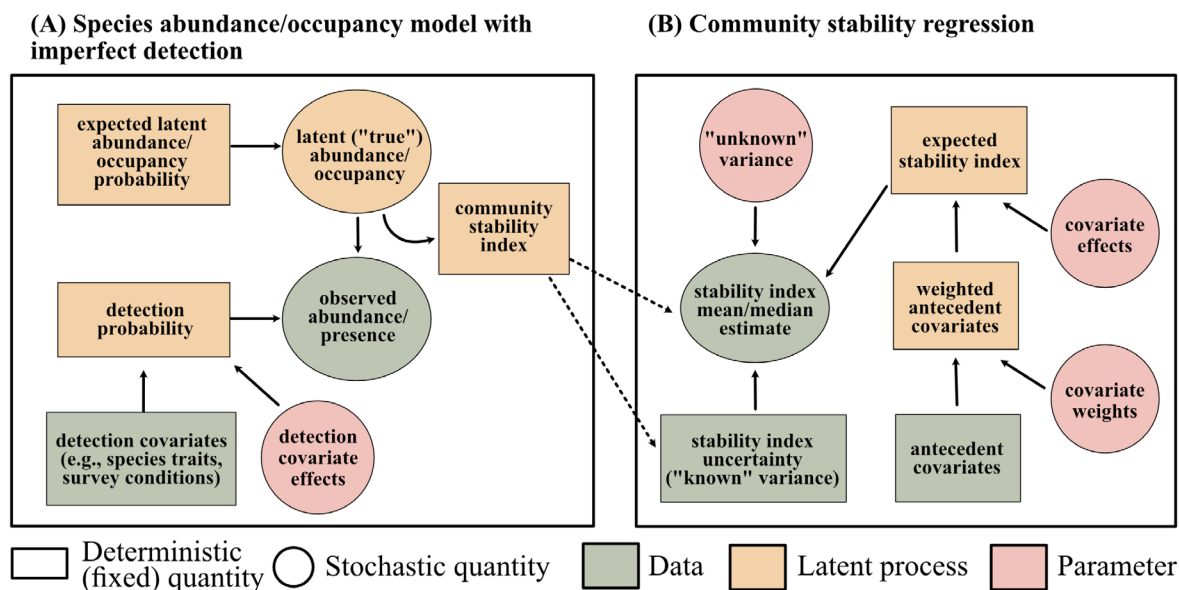 (A) Species abundance/occupancy model with
imperfect detection
expected latent
abundance/
occupancy
probability
latent ("true")
abundance/
occupancy
community
stability
index
detection
probability
observed
abundance/
presence
detection covariates
(e.g., species traits,
survey conditions)
detection
covariate
effects
(B) Community stability regression
"unknown"
variance
expected
stability index
covariate
effects
stability index
mean/median
estimate
weighted
antecedent
covariates
covariate
weights
stability index
uncertainty
("known" variance)
antecedent
covariates
Deterministic
(fixed) quantity
Stochastic quantity
Data
Latent process
Parameter